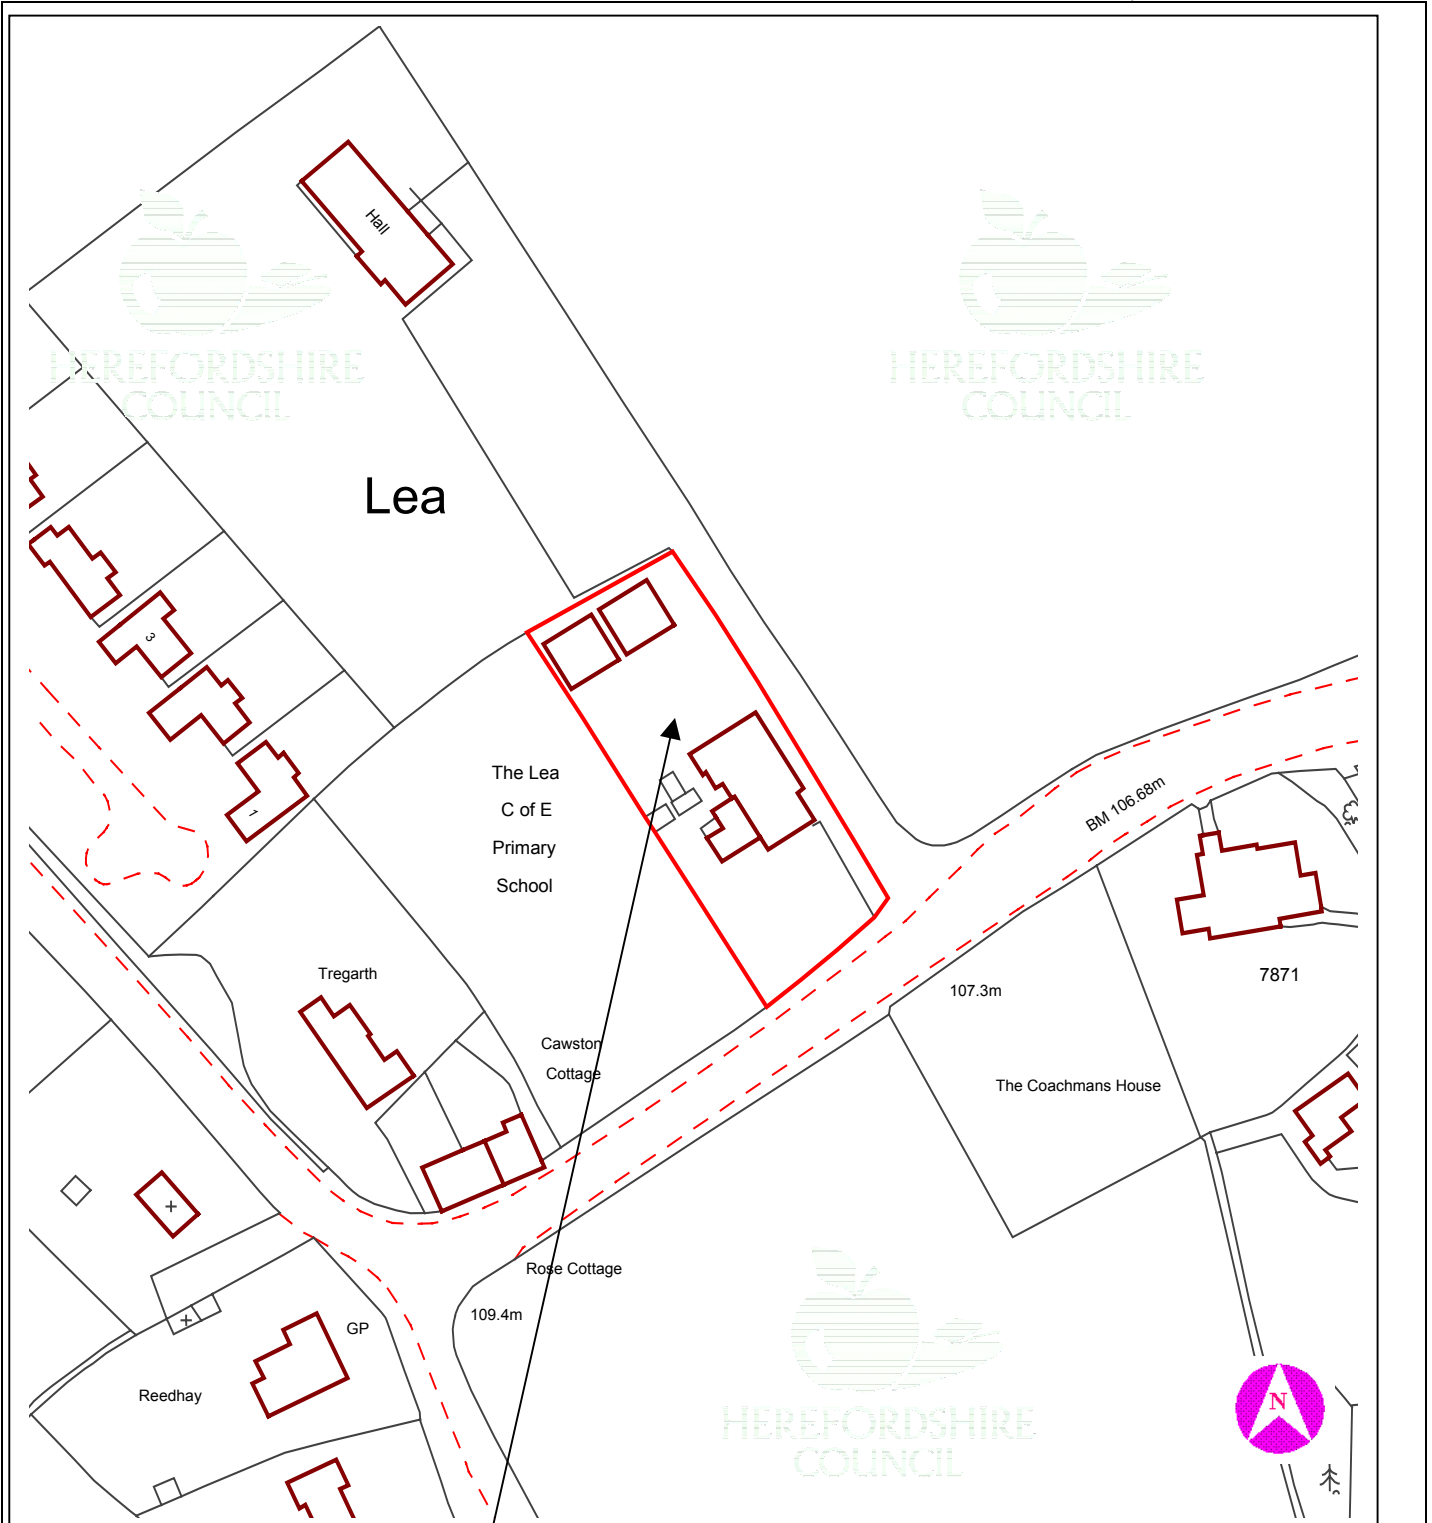 Hall
HEREFORDSHIRE
COUNCIL
HEREFORDSHIRE
COUNCIL
Lea
3
1
The Lea
C of E
Primary
School
BM 106.68m
Tregarth
107.3m
7871
Cawston
Cottage
The Coachmans House
Rose Cottage
109.4m
GP
Reedhay
HEREFORDSHIRE
COUNCIL
N